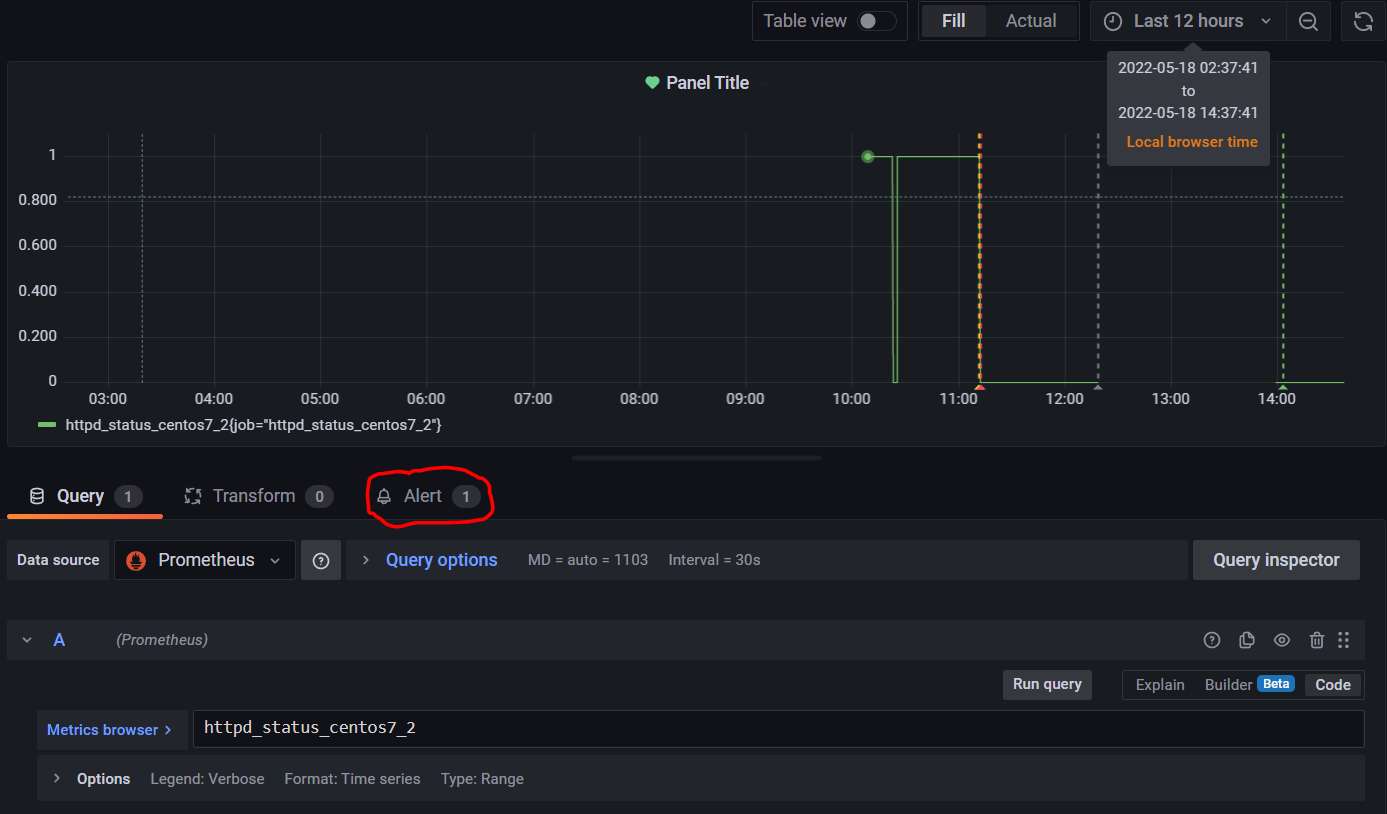 Table view Fill Actual Last 12 hours
2022-05-18 02:37:41
to
2022-05-18 14:37:41
Local browser time
Panel Title
1
0.800
0.600
0.400
0.200
0
03:00 04:00 05:00 06:00 07:00 08:00 09:00 10:00 11:00 12:00 13:00 14:00
httpd_status_centos7_2{job="httpd_status_centos7_2"}
Query 1 Transform 0 Alert 1
Data source Prometheus Query options MD = auto = 1103 Interval = 30s Query inspector
A (Prometheus)
Run query Explain Builder Beta Code
Metrics browser > httpd_status_centos7_2
Options Legend: Verbose Format: Time series Type: Range